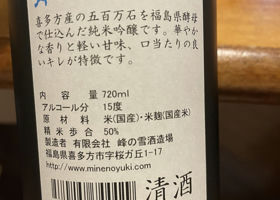 喜多方産の五百万石を福島県酵母
で仕込んだ純米吟醸です。華やか
な香りと軽い甘味、口当たりの良
いキレが特徴です。
内容量 720ml
アルコール分 15度
原材料 米(国産)・米麹(国産米)
精米歩合 50%
製造者 有限会社 峰の雪酒造場
福島県喜多方市字桜ガ丘1-17
http://www.minenoyuki.com/
清酒